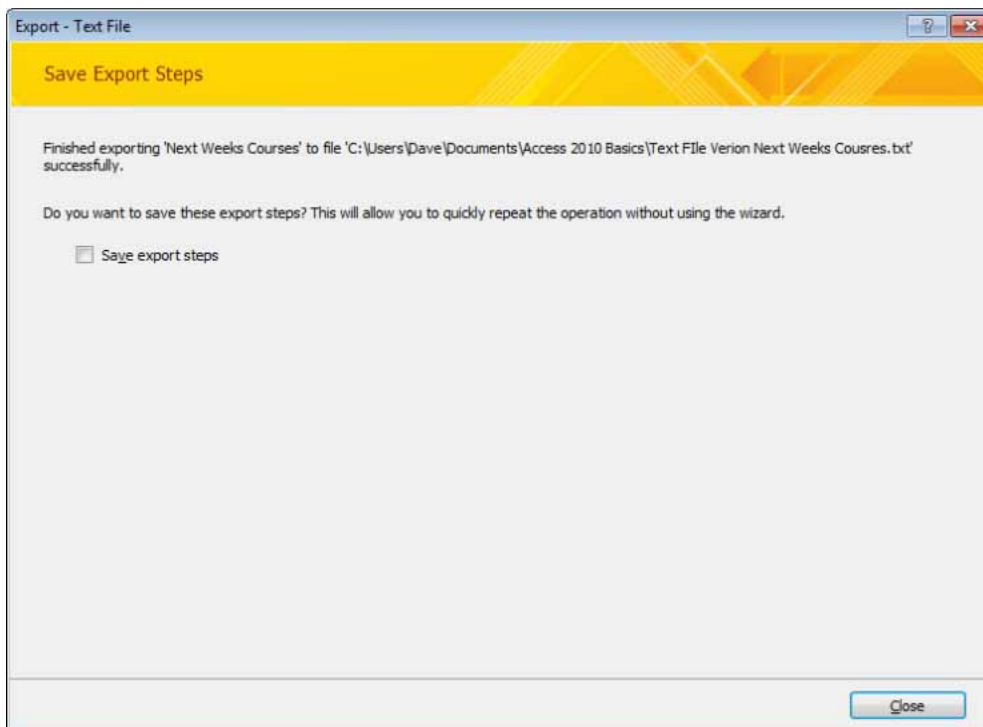 Export - Text File
Save Export Steps
Finished exporting 'Next Weeks Courses' to file 'C:\Users\Dave\Documents\Access 2010 Basics\Text FIle Verion Next Weeks Cousres.txt'
successfully.
Do you want to save these export steps? This will allow you to quickly repeat the operation without using the wizard.
Save export steps
Close